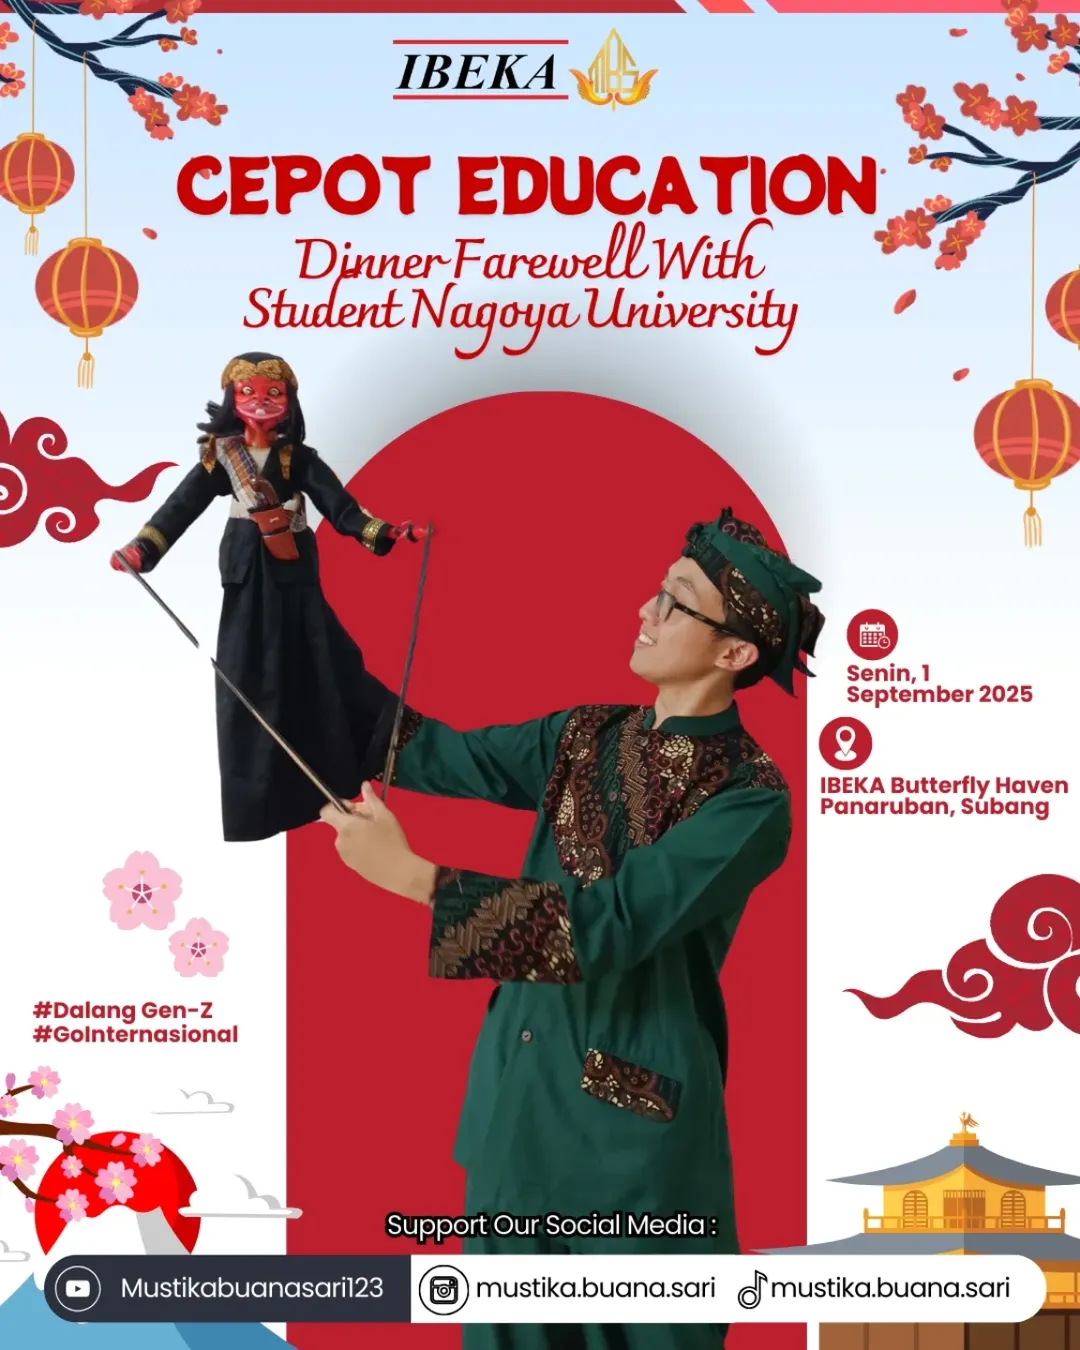 IBEKA
MBS
CEPOT EDUCATION
Dinner Farewell With
Student Nagoya University
Senin, 1
September 2025
IBEKA Butterfly Haven
Panaruban, Subang
#Dalang Gen-Z
#GoInternasional
Support Our Social Media :
Mustikabuanasari123
mustika.buana.sari
mustika.buana.sari